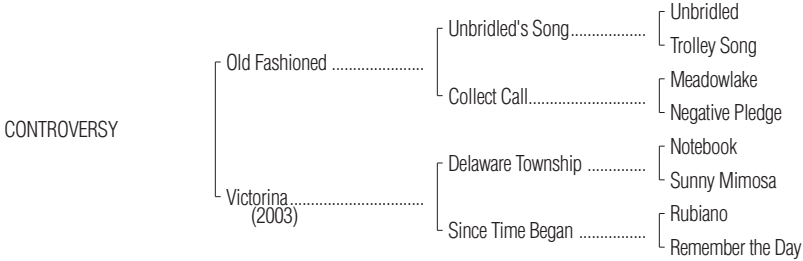 Unbridled
Unbridled's Song..................
Trolley Song
Old Fashioned ......................
Meadowlake
Collect Call............................
Negative Pledge
CONTROVERSY
Notebook
Delaware Township ..............
Sunny Mimosa
Victorina................................
(2003)
Rubiano
Since Time Began ................
Remember the Day